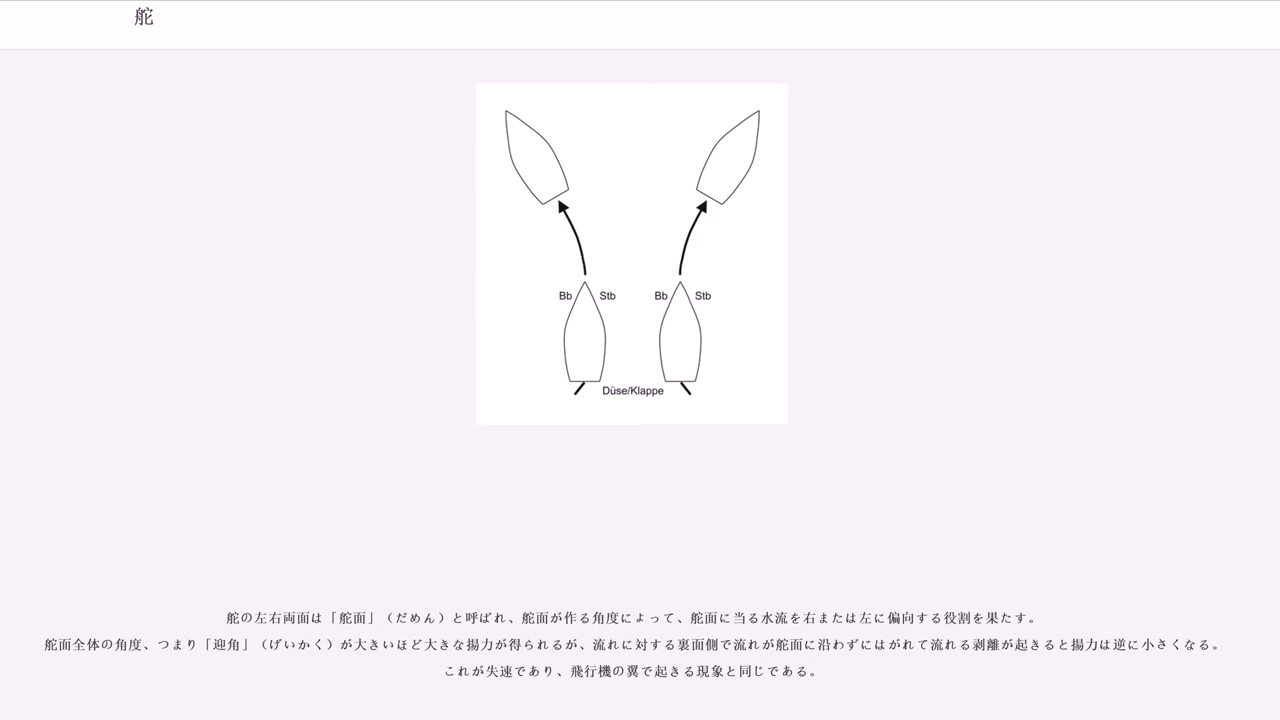 舵
Bb Stb Bb Stb
Düse/Klappe
舵の左右両面は「舵面」（だめん）と呼ばれ、舵面が作る角度によって、舵面に当る水流を右または左に偏向する役割を果たす。
舵面全体の角度、つまり「迎角」（げいかく）が大きいほど大きな揚力が得られるが、流れに対する裏面側で流れが舵面に沿わずにはがれて流れる剥離が起きると揚力は逆に小さくなる。
これが失速であり、飛行機の翼で起きる現象と同じである。